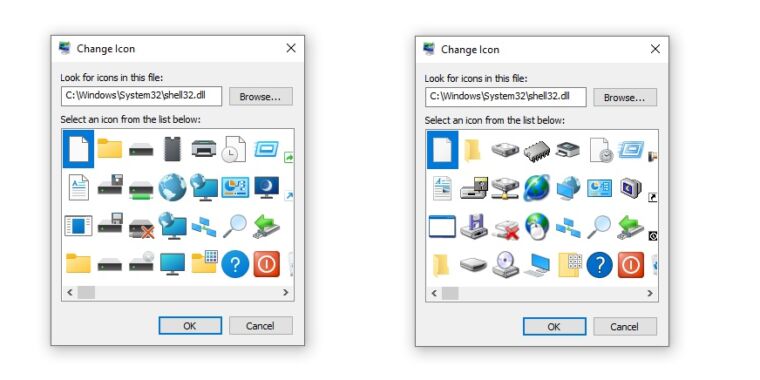 Change Icon
Look for icons in this file:
C:\Windows\System32\shell32.dll
Browse...
Select an icon from the list below:
OK
Cancel
Change Icon
Look for icons in this file:
C:\Windows\System32\shell32.dll
Browse...
Select an icon from the list below:
OK
Cancel